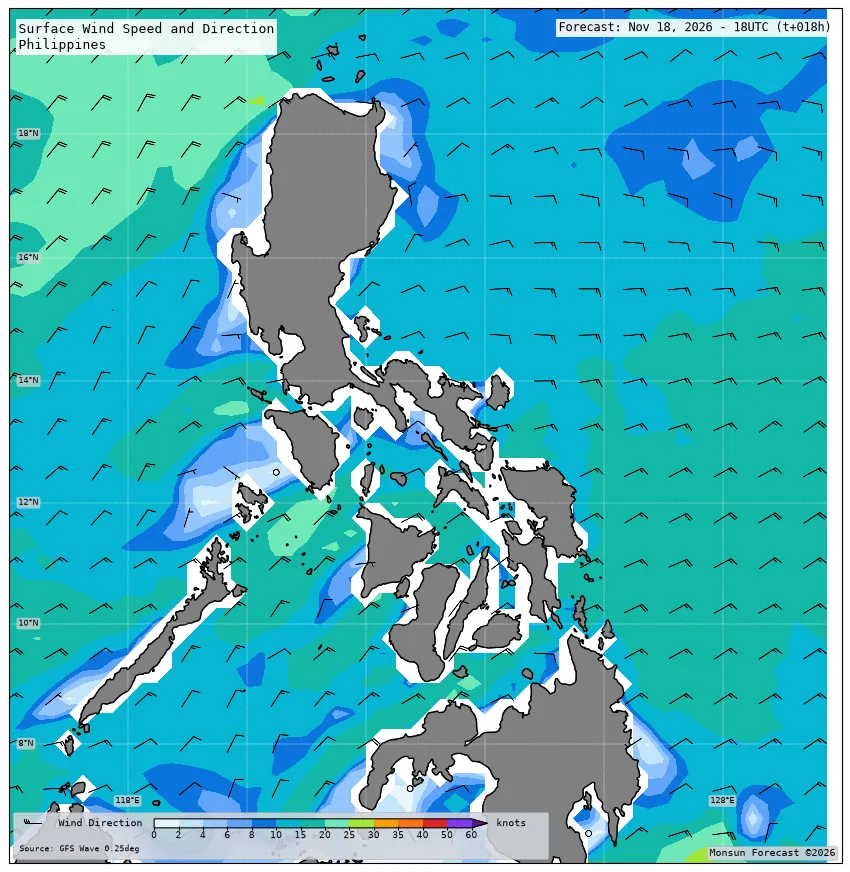 Surface Wind Speed and Direction
Philippines
Forecast: Nov 18, 2026 - 18UTC (t+018h)
18°N
16°N
14°N
12°N
10°N
8°N
118°E
128°E
Wind Direction
knots
0 2 4 6 8 10 15 20 25 30 35 40 50 60
Source: GFS Wave 0.25deg
Monsun Forecast ©2026